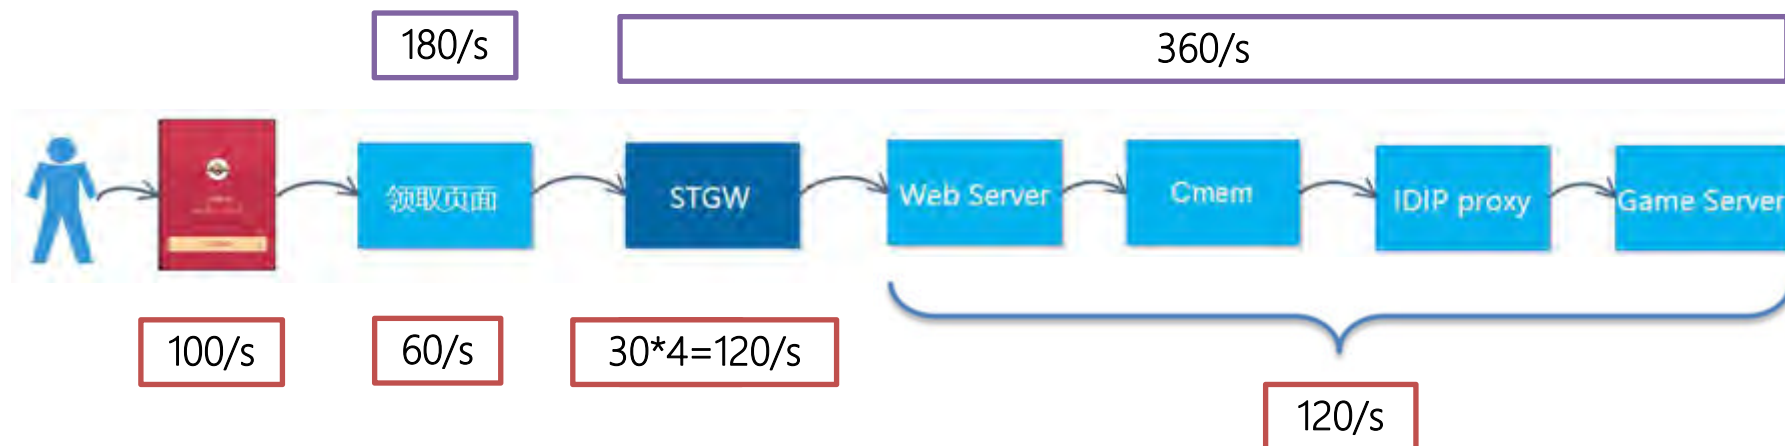 180/s
360/s
领取页面
STGW
Web Server
Cmem
IDIP proxy
Game Server
100/s
60/s
30*4=120/s
120/s